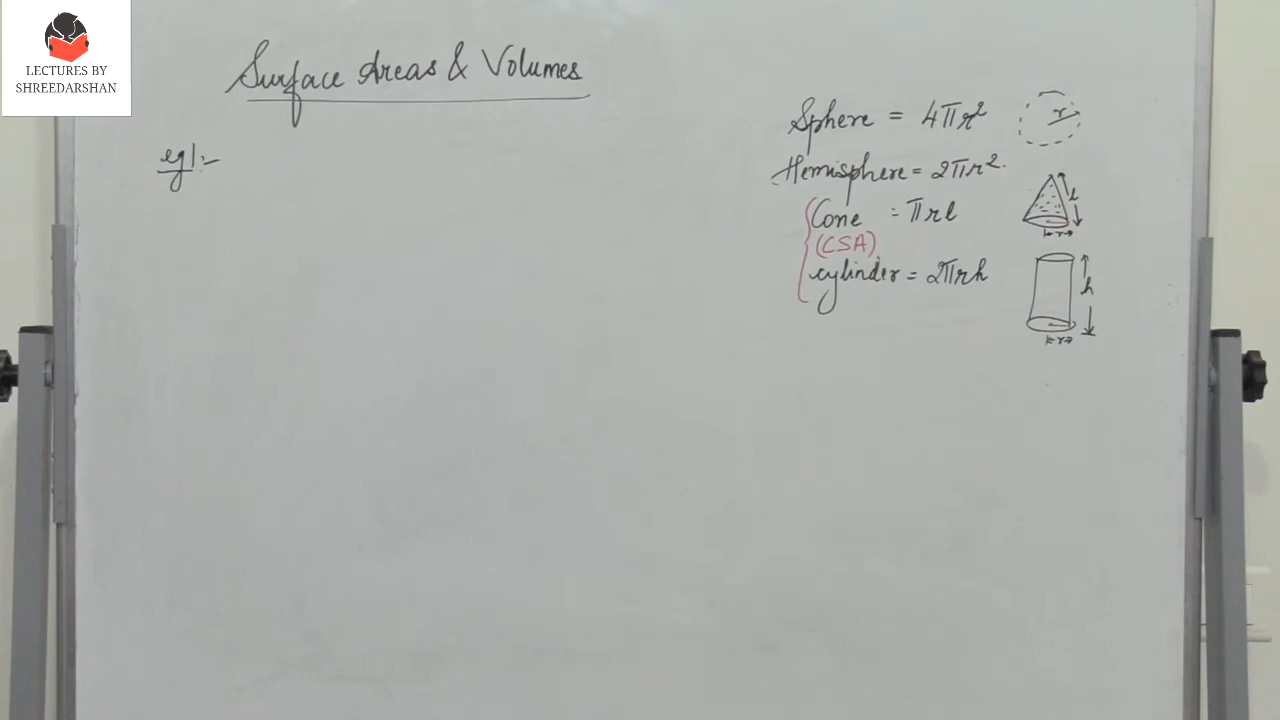 LECTURES BY
SHREEDARSHAN
Surface Areas & Volumes
eg1:-
Sphere = 4πr²
r
Hemisphere = 2πr².
Cone = πrl
l
r
(CSA)
cylinder = 2πrh
h
r